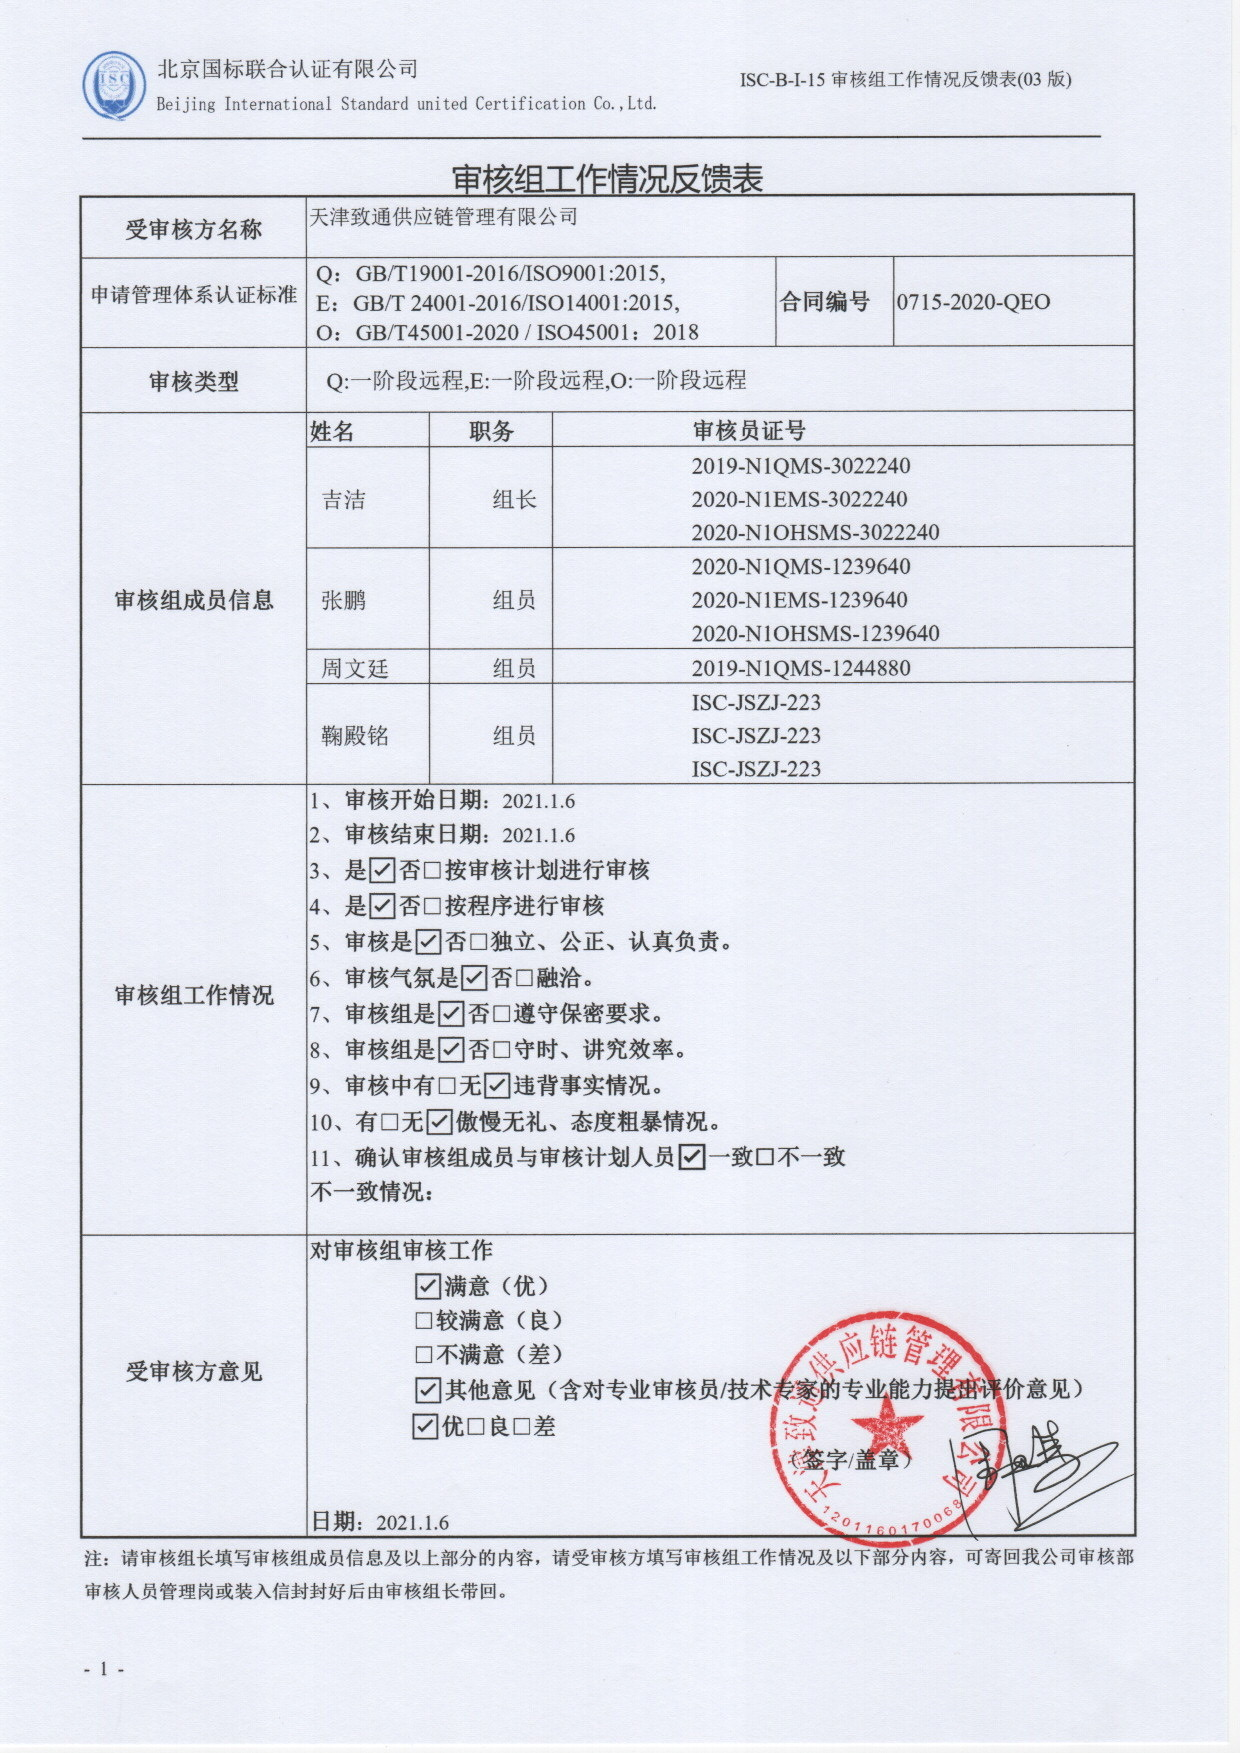 ISC
北京国标联合认证有限公司
Beijing International Standard united Certification Co.,Ltd.
ISC-B-I-15 审核组工作情况反馈表(03 版)
审核组工作情况反馈表
受审核方名称
天津致通供应链管理有限公司
申请管理体系认证标准
Q：GB/T19001-2016/ISO9001:2015,
E：GB/T 24001-2016/ISO14001:2015,
O：GB/T45001-2020 / ISO45001：2018
合同编号
0715-2020-QEO
审核类型
Q:一阶段远程,E:一阶段远程,O:一阶段远程
审核组成员信息
姓名 职务 审核员证号
吉洁 组长
2019-N1QMS-3022240
2020-N1EMS-3022240
2020-N1OHSMS-3022240
张鹏 组员
2020-N1QMS-1239640
2020-N1EMS-1239640
2020-N1OHSMS-1239640
周文廷 组员 2019-N1QMS-1244880
鞠殿铭 组员
ISC-JSZJ-223
ISC-JSZJ-223
ISC-JSZJ-223
审核组工作情况
1、审核开始日期：2021.1.6
2、审核结束日期：2021.1.6
3、是☑否□按审核计划进行审核
4、是☑否□按程序进行审核
5、审核是☑否□独立、公正、认真负责。
6、审核气氛是☑否□融洽。
7、审核组是☑否□遵守保密要求。
8、审核组是☑否□守时、讲究效率。
9、审核中有□无☑违背事实情况。
10、有□无☑傲慢无礼、态度粗暴情况。
11、确认审核组成员与审核计划人员☑一致□不一致
不一致情况：
受审核方意见
对审核组审核工作
☑满意（优）
□较满意（良）
□不满意（差）
☑其他意见（含对专业审核员/技术专家的专业能力提出评价意见）
☑优□良□差
（签字/盖章）
天津致通供应链管理有限公司
1201160170068
日期：2021.1.6
注：请审核组长填写审核组成员信息及以上部分的内容，请受审核方填写审核组工作情况及以下部分内容，可寄回我公司审核部
审核人员管理岗或装入信封封好后由审核组长带回。
- 1 -